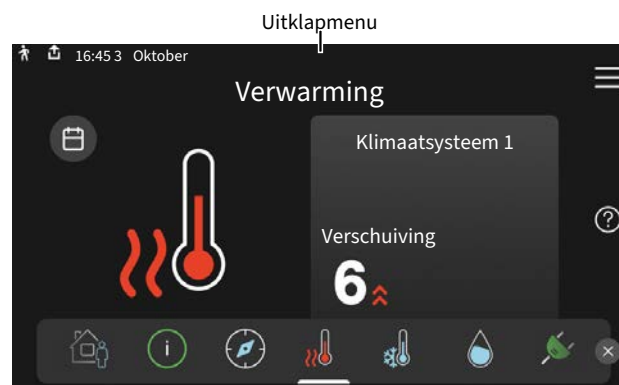 Uitklapmenu
16:45 3 Oktober
Verwarming
Klimaatsysteem 1
Verschuiving
6
i
?